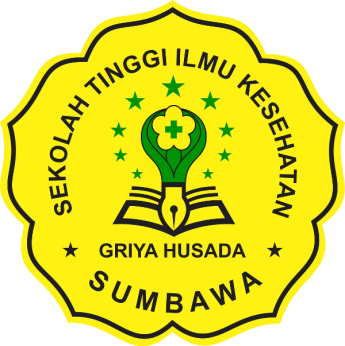 SEKOLAH TINGGI ILMU KESEHATAN
GRIYA HUSADA
SUMBAWA